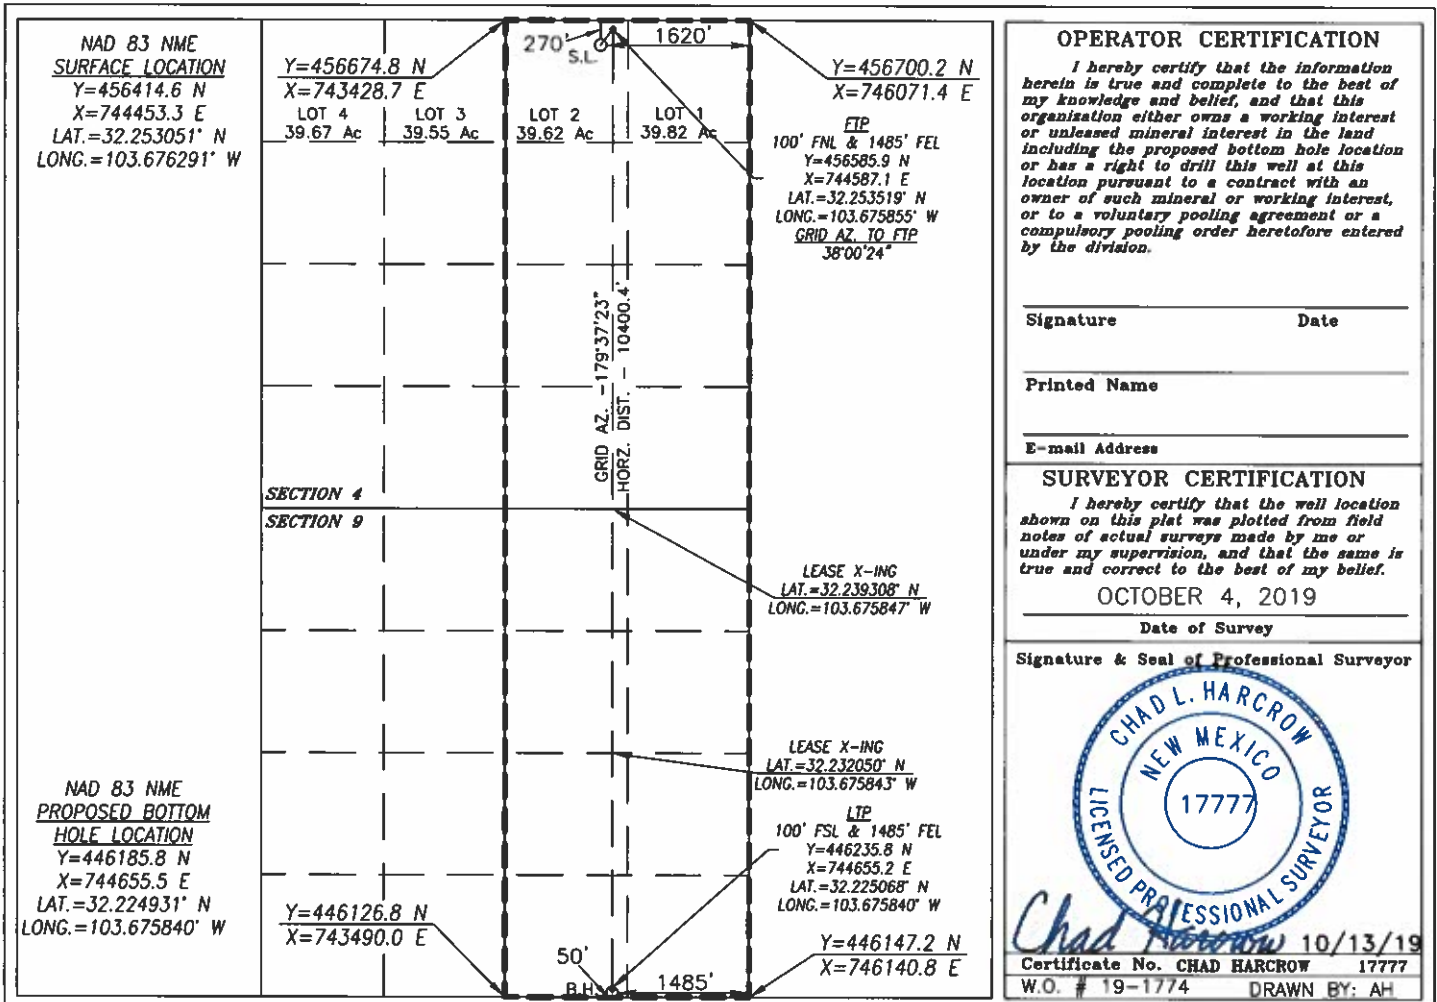 NAD 83 NME
SURFACE LOCATION
Y=456414.6 N
X=744453.3 E
LAT.=32.253051° N
LONG.=103.676291° W
NAD 83 NME
PROPOSED BOTTOM
HOLE LOCATION
Y=446185.8 N
X=744655.5 E
LAT.=32.224931° N
LONG.=103.675840° W
Y=456674.8 N
X=743428.7 E
270'
S.L.
1620'
Y=456700.2 N
X=746071.4 E
LOT 4
39.67 Ac
LOT 3
39.55 Ac
LOT 2
39.62 Ac
LOT 1
39.82 Ac
FTP
100' FNL & 1485' FEL
Y=456585.9 N
X=744587.1 E
LAT.=32.253519° N
LONG.=103.675855° W
GRID AZ. TO FTP
38°00'24"
GRID AZ. - 179°37'23"
HORZ. DIST. - 10400.4'
SECTION 4
SECTION 9
LEASE X-ING
LAT.=32.239308° N
LONG.=103.675847° W
LEASE X-ING
LAT.=32.232050° N
LONG.=103.675843° W
LTP
100' FSL & 1485' FEL
Y=446235.8 N
X=744655.2 E
LAT.=32.225068° N
LONG.=103.675840° W
Y=446126.8 N
X=743490.0 E
50'
B.H.
1485'
Y=446147.2 N
X=746140.8 E
OPERATOR CERTIFICATION
I hereby certify that the information
herein is true and complete to the best of
my knowledge and belief, and that this
organization either owns a working interest
or unleased mineral interest in the land
including the proposed bottom hole location
or has a right to drill this well at this
location pursuant to a contract with an
owner of such mineral or working interest,
or to a voluntary pooling agreement or a
compulsory pooling order heretofore entered
by the division.
Signature Date
Printed Name
E-mail Address
SURVEYOR CERTIFICATION
I hereby certify that the well location
shown on this plat was plotted from field
notes of actual surveys made by me or
under my supervision, and that the same is
true and correct to the best of my belief.
OCTOBER 4, 2019
Date of Survey
Signature & Seal of Professional Surveyor
CHAD L. HARCROW
NEW MEXICO
17777
LICENSED PROFESSIONAL SURVEYOR
Chad Harcrow 10/13/19
Certificate No. CHAD HARCROW 17777
W.O. # 19-1774 DRAWN BY: AH